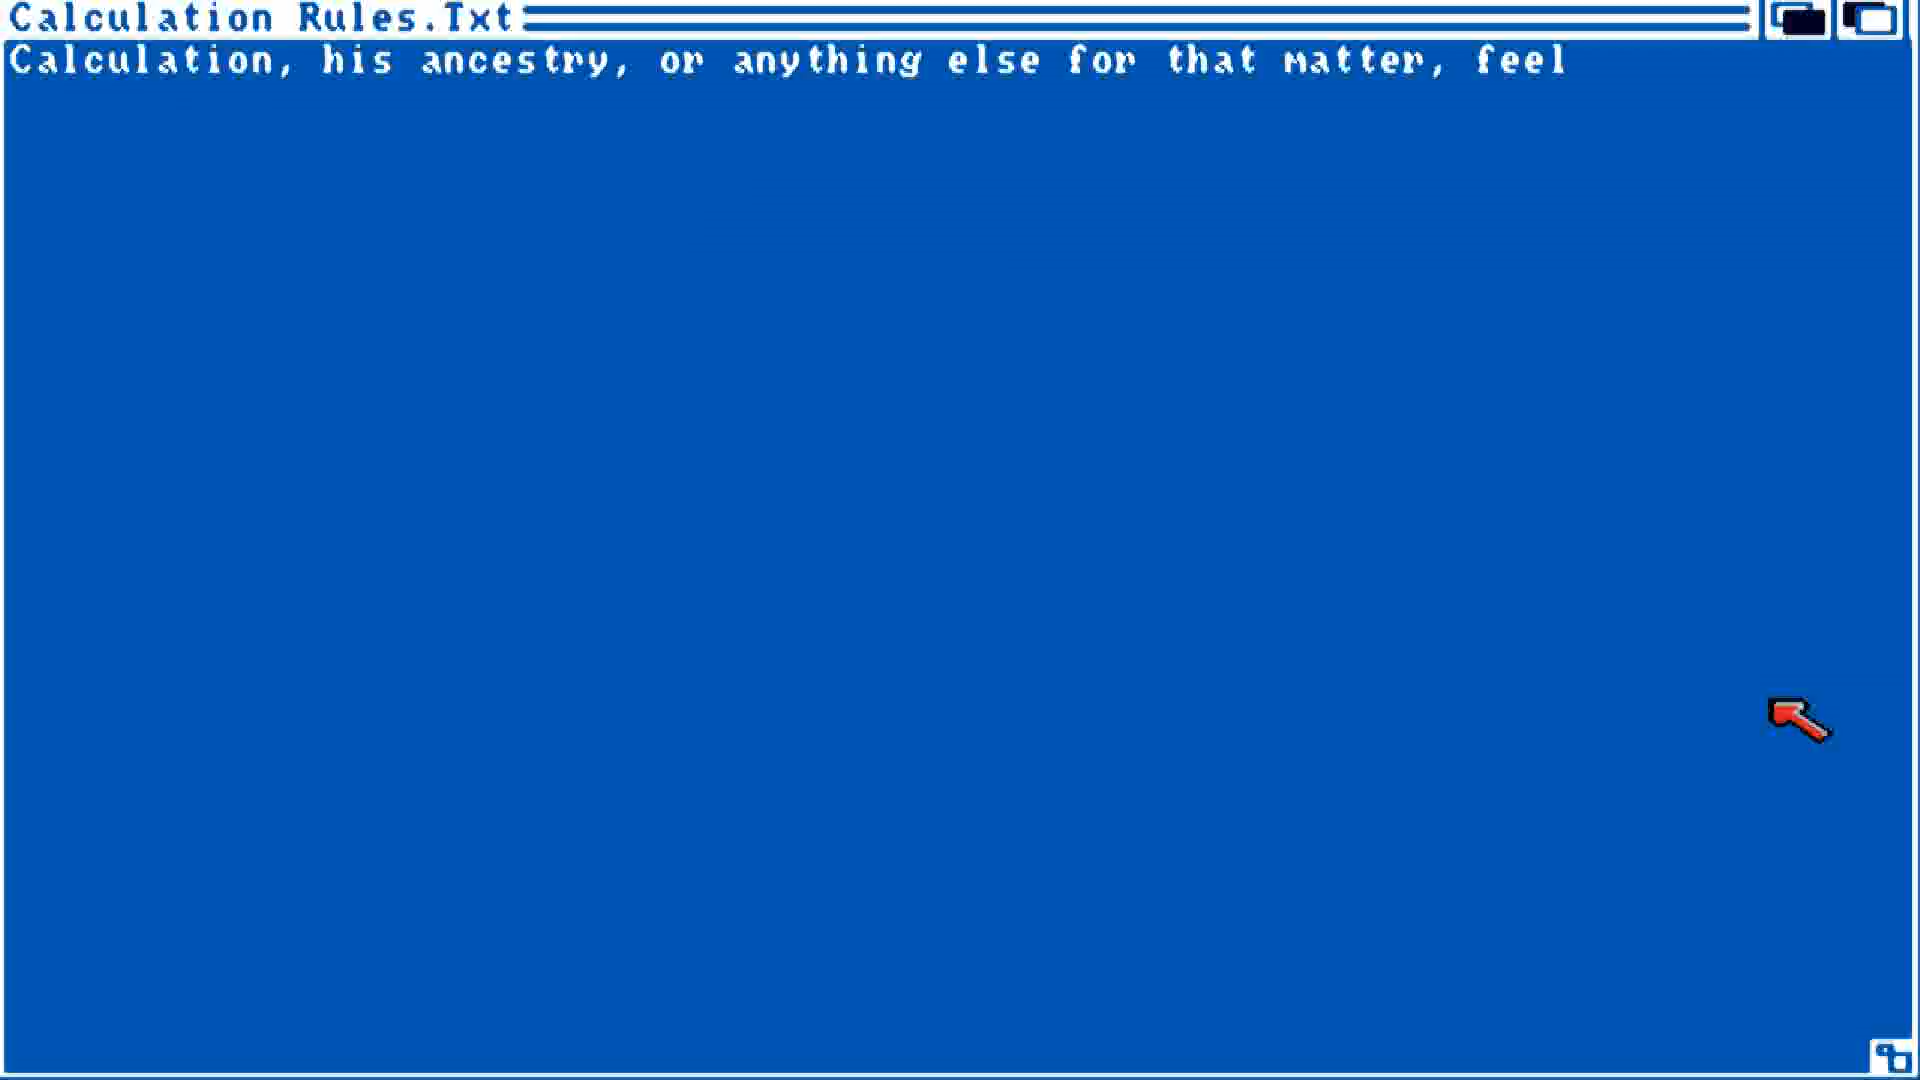 Calculation Rules.Txt
Calculation, his ancestry, or anything else for that matter, feel